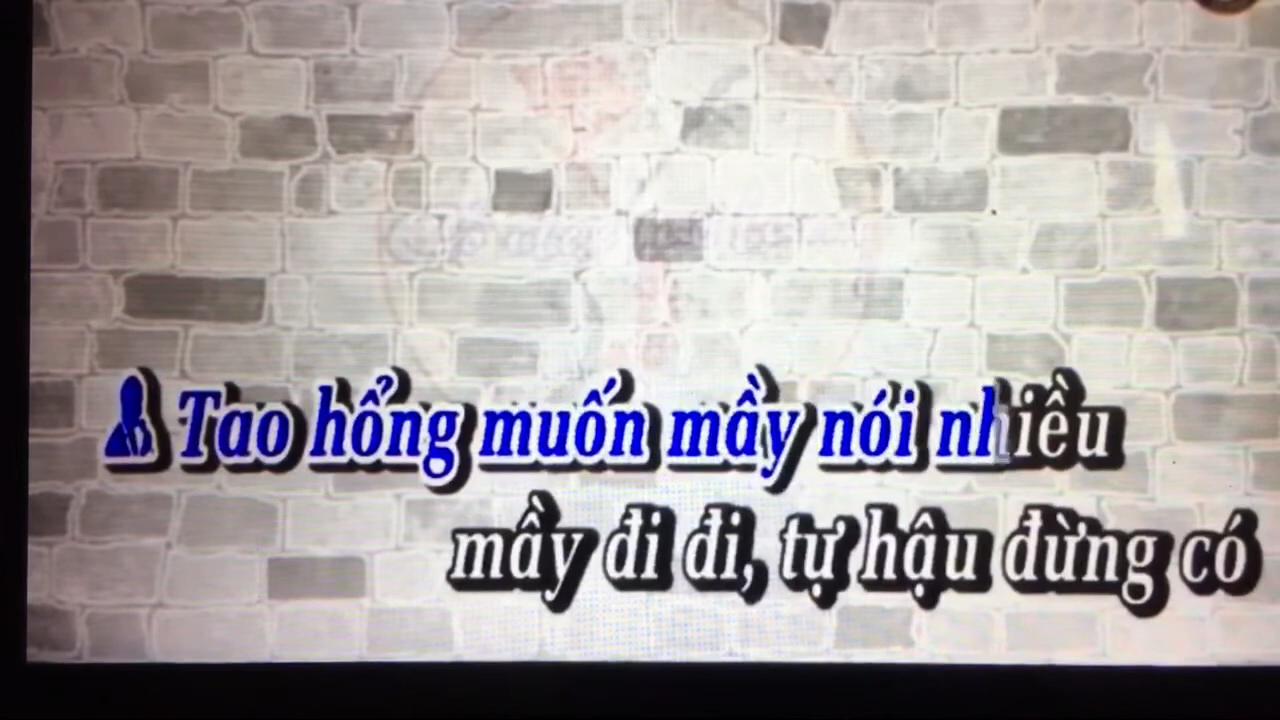 Tao hổng muốn mầy nói nhiều
mầy đi đi, tự hậu đừng có